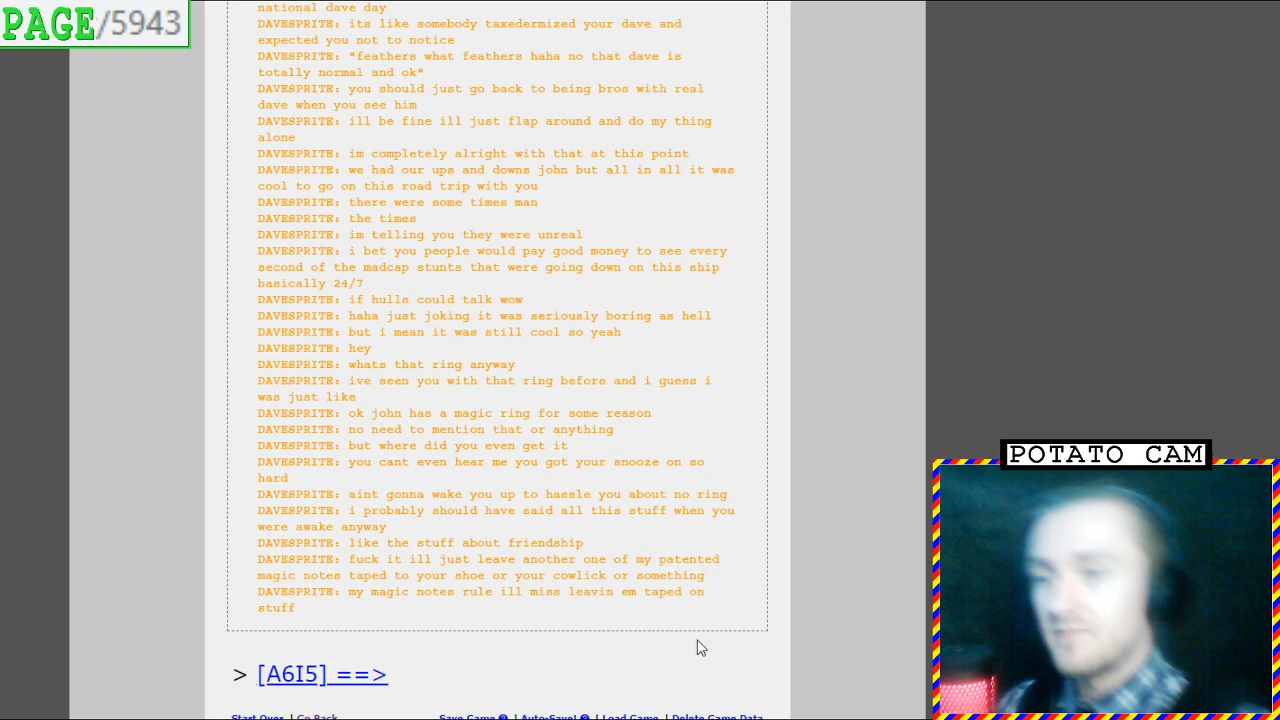 PAGE/5943
national dave day
DAVESPRITE: its like somebody taxedermized your dave and
expected you not to notice
DAVESPRITE: "feathers what feathers haha no that dave is
totally normal and ok"
DAVESPRITE: you should just go back to being bros with real
dave when you see him
DAVESPRITE: ill be fine ill just flap around and do my thing
alone
DAVESPRITE: im completely alright with that at this point
DAVESPRITE: we had our ups and downs john but all in all it was
cool to go on this road trip with you
DAVESPRITE: there were some times man
DAVESPRITE: the times
DAVESPRITE: im telling you they were unreal
DAVESPRITE: i bet you people would pay good money to see every
second of the madcap stunts that were going down on this ship
basically 24/7
DAVESPRITE: if hulls could talk wow
DAVESPRITE: haha just joking it was seriously boring as hell
DAVESPRITE: but i mean it was still cool so yeah
DAVESPRITE: hey
DAVESPRITE: whats that ring anyway
DAVESPRITE: ive seen you with that ring before and i guess i
was just like
DAVESPRITE: ok john has a magic ring for some reason
DAVESPRITE: no need to mention that or anything
DAVESPRITE: but where did you even get it
DAVESPRITE: you cant even hear me you got your snooze on so
hard
DAVESPRITE: aint gonna wake you up to hassle you about no ring
DAVESPRITE: i probably should have said all this stuff when you
were awake anyway
DAVESPRITE: like the stuff about friendship
DAVESPRITE: fuck it ill just leave another one of my patented
magic notes taped to your shoe or your cowlick or something
DAVESPRITE: my magic notes rule ill miss leavin em taped on
stuff
> [A6I5] ==>
Start Over | Go Back Save Game | Auto-Save! | Load Game | Delete Game Data
POTATO CAM